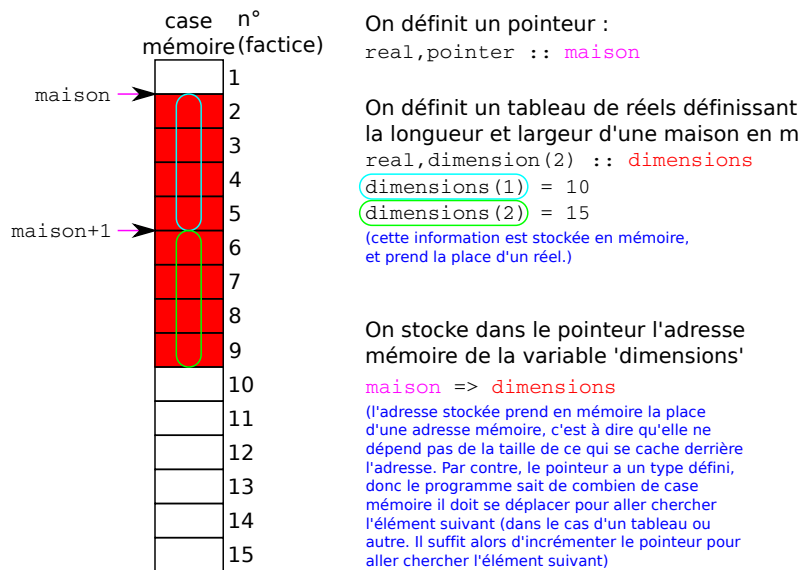 case n°
mémoire (factice)
maison
maison+1
1
2
3
4
5
6
7
8
9
10
11
12
13
14
15
On définit un pointeur :
real,pointer :: maison
On définit un tableau de réels définissant
la longueur et largeur d'une maison en m
real,dimension(2) :: dimensions
dimensions(1) = 10
dimensions(2) = 15
(cette information est stockée en mémoire,
et prend la place d'un réel.)
On stocke dans le pointeur l'adresse
mémoire de la variable 'dimensions'
maison => dimensions
(l'adresse stockée prend en mémoire la place
d'une adresse mémoire, c'est à dire qu'elle ne
dépend pas de la taille de ce qui se cache derrière
l'adresse. Par contre, le pointeur a un type défini,
donc le programme sait de combien de case
mémoire il doit se déplacer pour aller chercher
l'élément suivant (dans le cas d'un tableau ou
autre. Il suffit alors d'incrémenter le pointeur pour
aller chercher l'élément suivant)